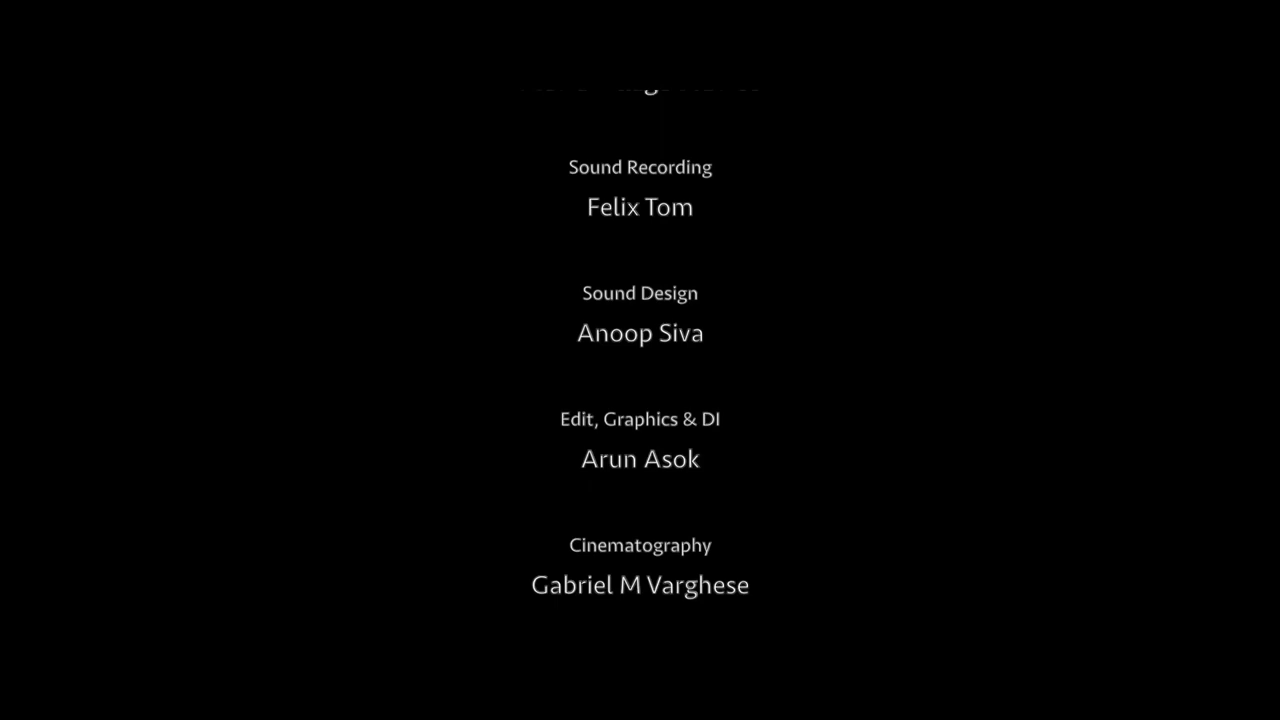 Sound Recording
Felix Tom
Sound Design
Anoop Siva
Edit, Graphics & DI
Arun Asok
Cinematography
Gabriel M Varghese